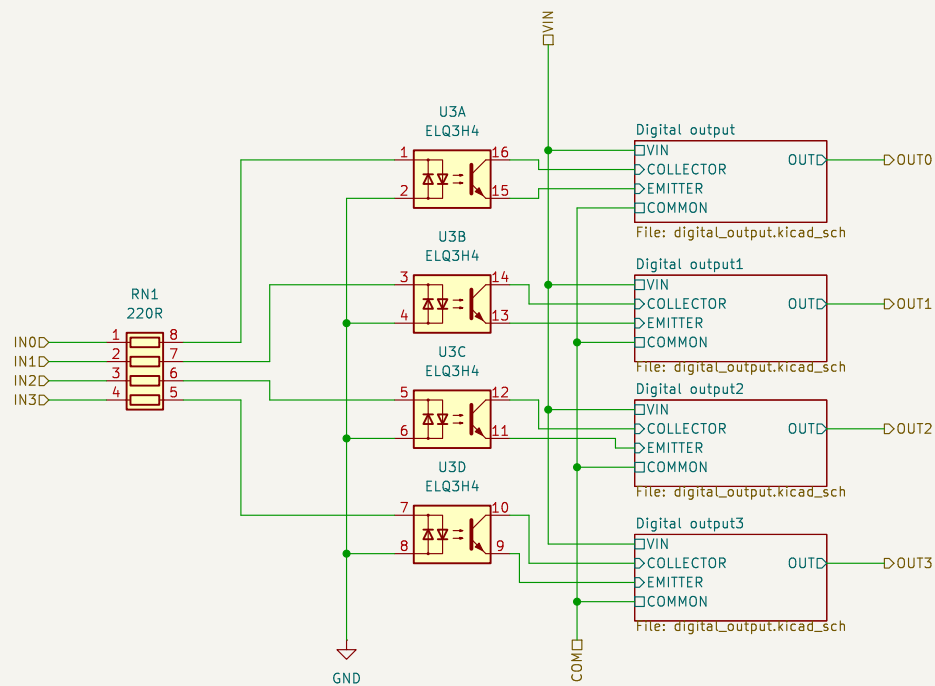 VIN
U3A
ELQ3H4
1
16
2
15
Digital output
VIN
COLLECTOR
EMITTER
COMMON
OUT
OUT0
File: digital_output.kicad_sch
U3B
ELQ3H4
3
14
4
13
Digital output1
VIN
COLLECTOR
EMITTER
COMMON
OUT
OUT1
File: digital_output.kicad_sch
RN1
220R
IN0
1
8
IN1
2
7
IN2
3
6
IN3
4
5
U3C
ELQ3H4
5
12
6
11
Digital output2
VIN
COLLECTOR
EMITTER
COMMON
OUT
OUT2
File: digital_output.kicad_sch
U3D
ELQ3H4
7
10
8
9
Digital output3
VIN
COLLECTOR
EMITTER
COMMON
OUT
OUT3
File: digital_output.kicad_sch
GND
COM